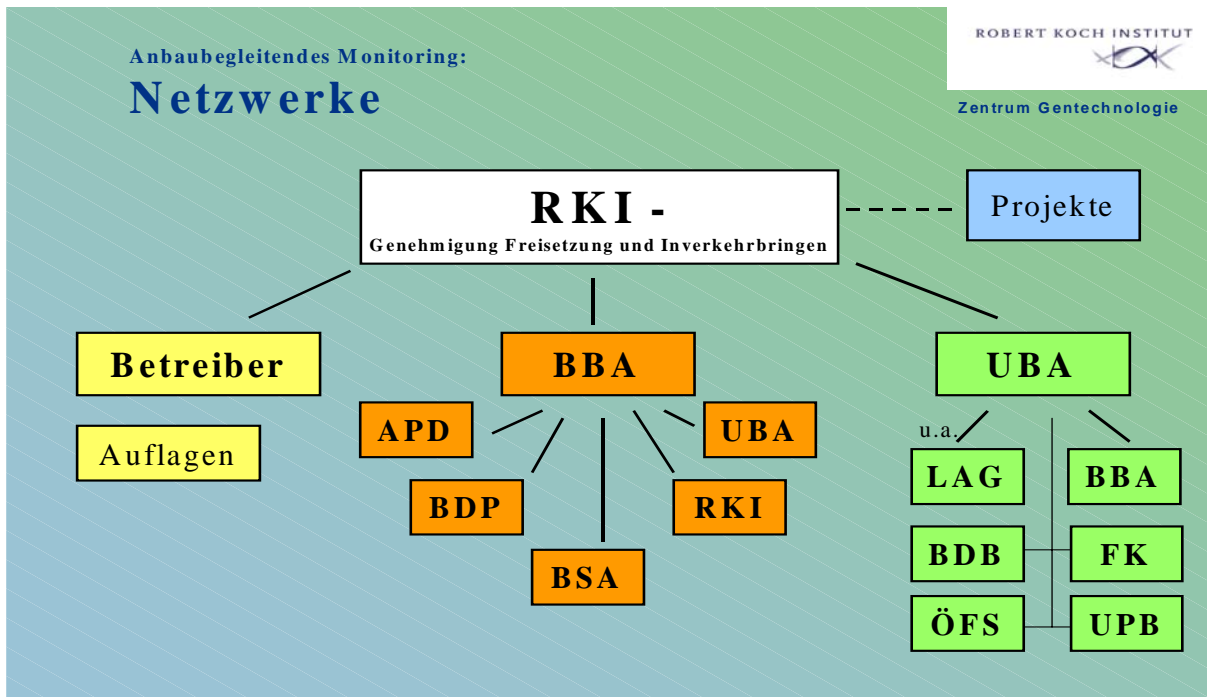 Anbaubegleitendes Monitoring:
Netzwerke
ROBERT KOCH INSTITUT
Zentrum Gentechnologie
RKI -
Genehmigung Freisetzung und Inverkehrbringen
Projekte
Betreiber
BBA
UBA
Auflagen
APD
UBA
BDP
RKI
BSA
u.a.
LAG
BBA
BDB
FK
ÖFS
UPB